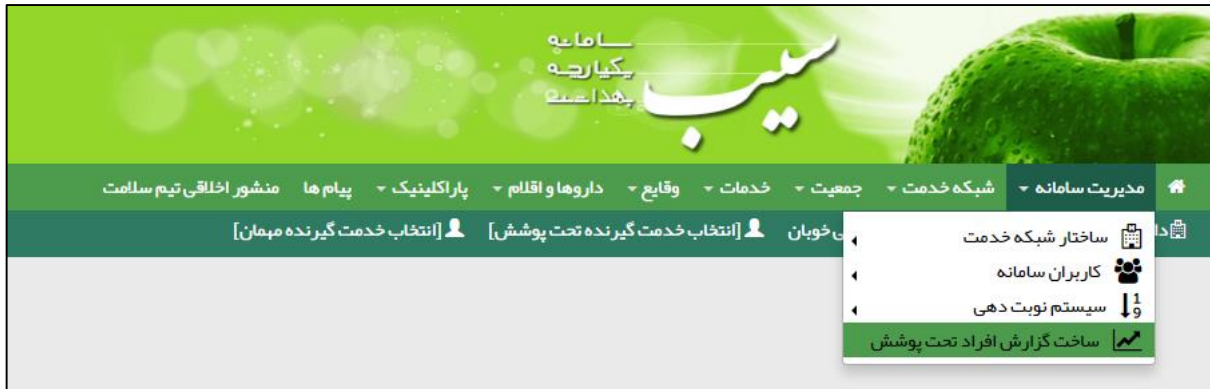 سامانه
یکپارچه
بهداشت
سیب
مدیریت سامانه
شبکه خدمت
جمعیت
خدمات
وقایع
داروها و اقلام
پاراکلینیک
پیام ها
منشور اخلاقی تیم سلامت
خوبان
[انتخاب خدمت گیرنده تحت پوشش]
[انتخاب خدمت گیرنده مهمان]
ساختار شبکه خدمت
کاربران سامانه
سیستم نوبت دهی
ساخت گزارش افراد تحت پوشش